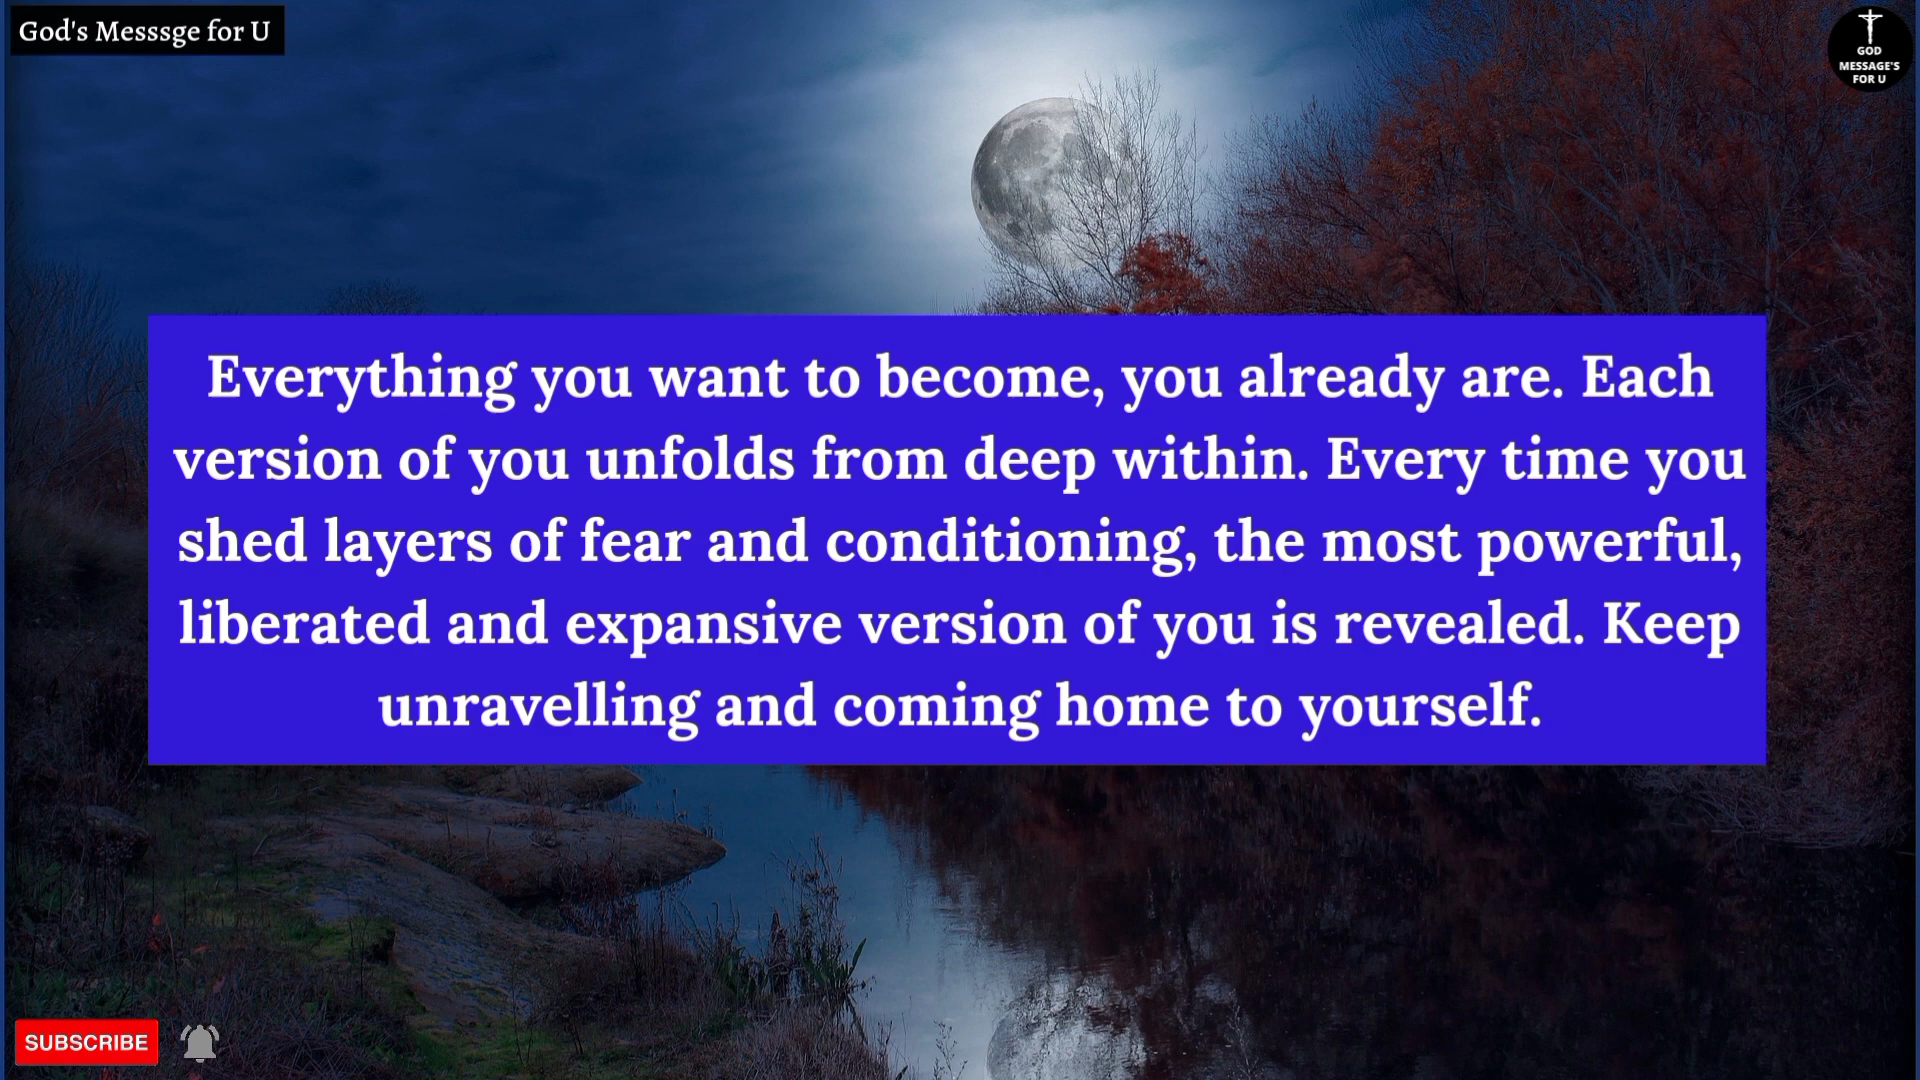 God's Messsge for U
GOD
MESSAGE'S
FOR U
Everything you want to become, you already are. Each
version of you unfolds from deep within. Every time you
shed layers of fear and conditioning, the most powerful,
liberated and expansive version of you is revealed. Keep
unravelling and coming home to yourself.
SUBSCRIBE